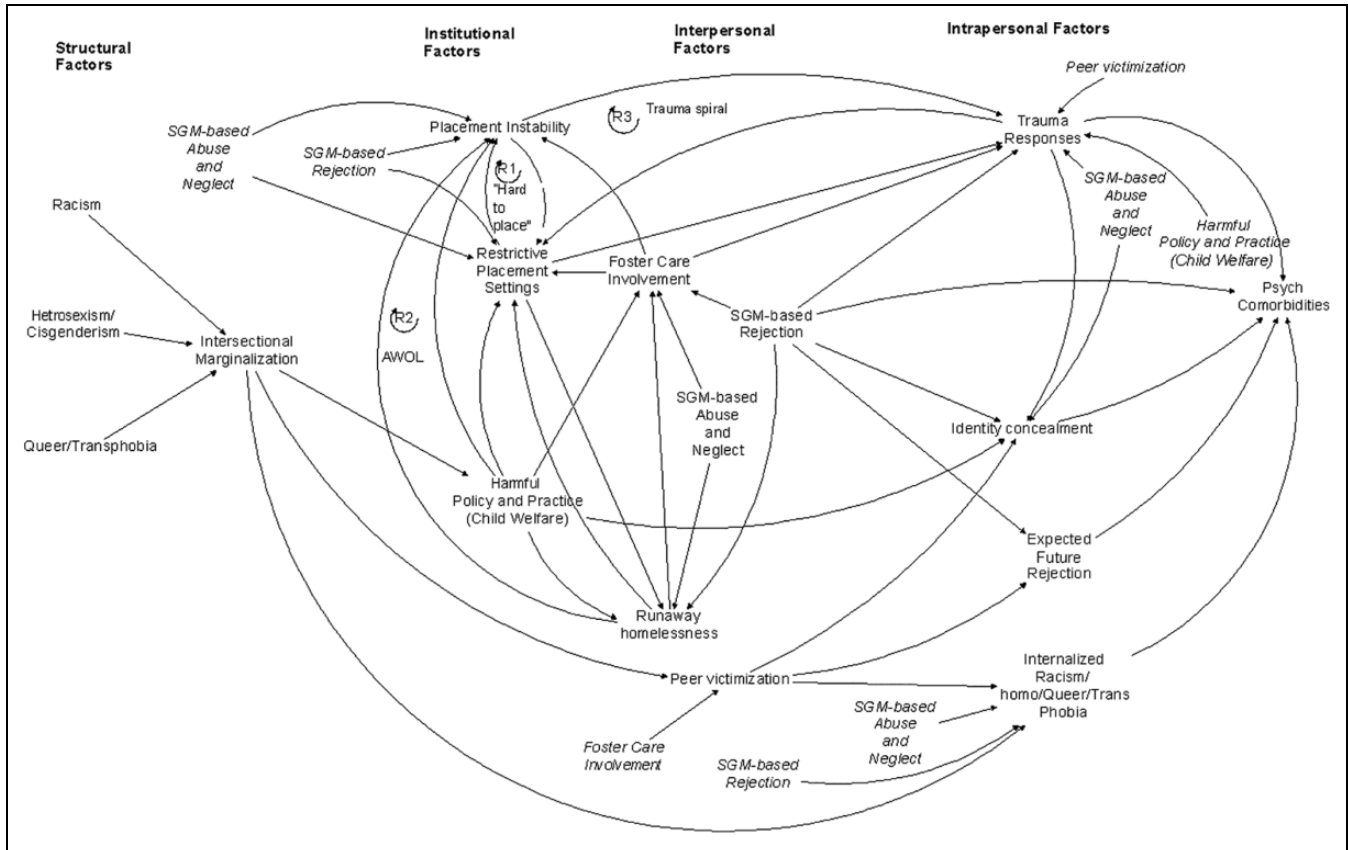 Structural
Factors
Institutional
Factors
Interpersonal
Factors
Intrapersonal Factors
Peer victimization
R3 Trauma spiral
Placement Instability
Trauma
Responses
SGM-based
Abuse
and
Neglect
SGM-based
Rejection
R1
"Hard
to
place"
SGM-based
Abuse
and
Neglect
Racism
Harmful
Policy and Practice
(Child Welfare)
Restrictive
Placement
Settings
Foster Care
Involvement
Psych
Comorbidities
Hetrosexism/
Cisgenderism
R2
AWOL
SGM-based
Rejection
Intersectional
Marginalization
SGM-based
Abuse
and
Neglect
Queer/Transphobia
Identity concealment
Harmful
Policy and Practice
(Child Welfare)
Expected
Future
Rejection
Runaway
homelessness
Peer victimization
Internalized
Racism/
homo/Queer/Trans
Phobia
SGM-based
Abuse
and
Neglect
Foster Care
Involvement
SGM-based
Rejection